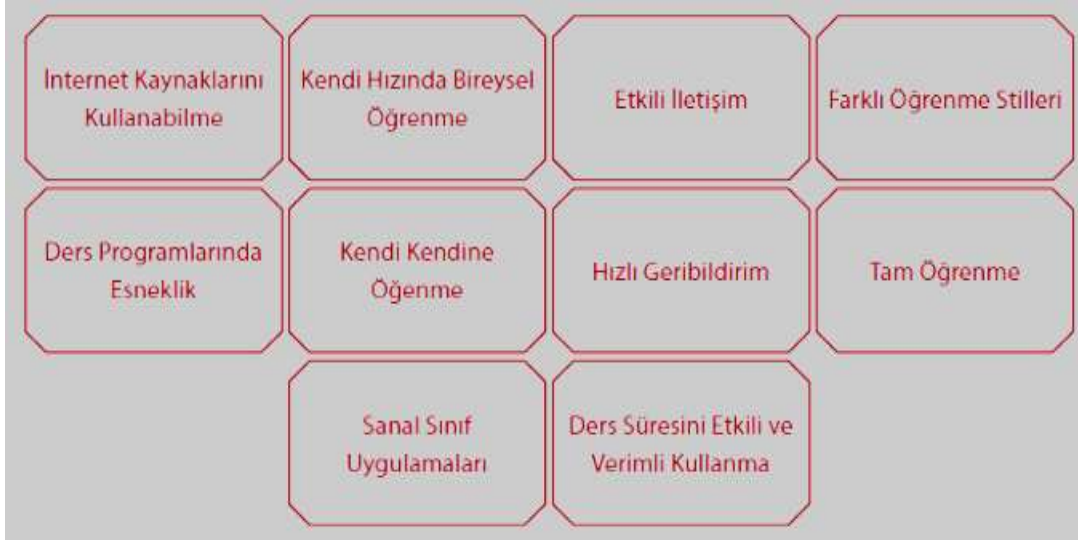 İnternet Kaynaklarını
Kullanabilme
Kendi Hızında Bireysel
Öğrenme
Etkili İletişim
Farklı Öğrenme Stilleri
Ders Programlarında
Esneklik
Kendi Kendine
Öğenme
Hızlı Geribildirim
Tam Öğrenme
Sanal Sınıf
Uygulamaları
Ders Süresini Etkili ve
Verimli Kullanma